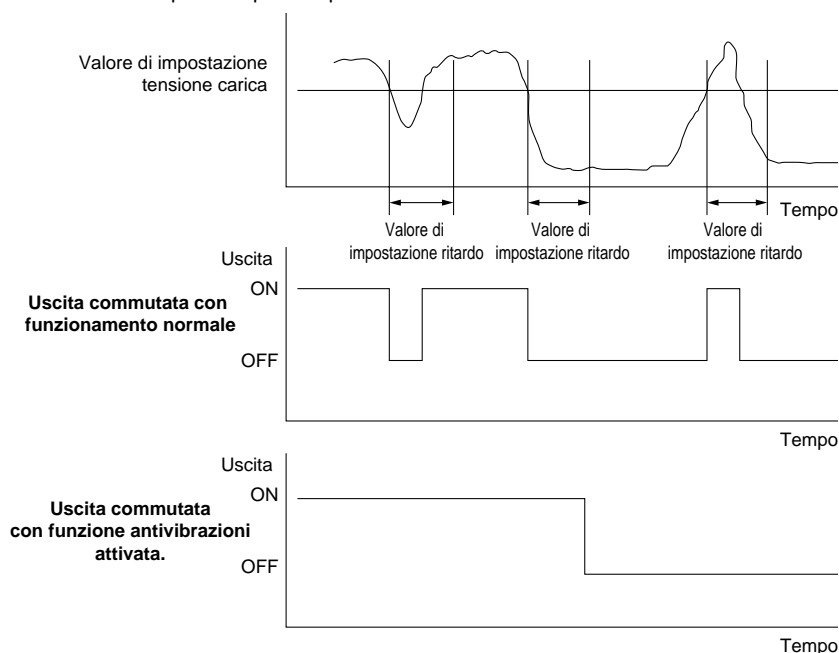 Valore di impostazione
tensione carica
Tempo
Valore di
impostazione ritardo
Valore di
impostazione ritardo
Valore di
impostazione ritardo
Uscita
ON
Uscita commutata con
funzionamento normale
OFF
Tempo
Uscita
ON
Uscita commutata
con funzione antivibrazioni
attivata.
OFF
Tempo